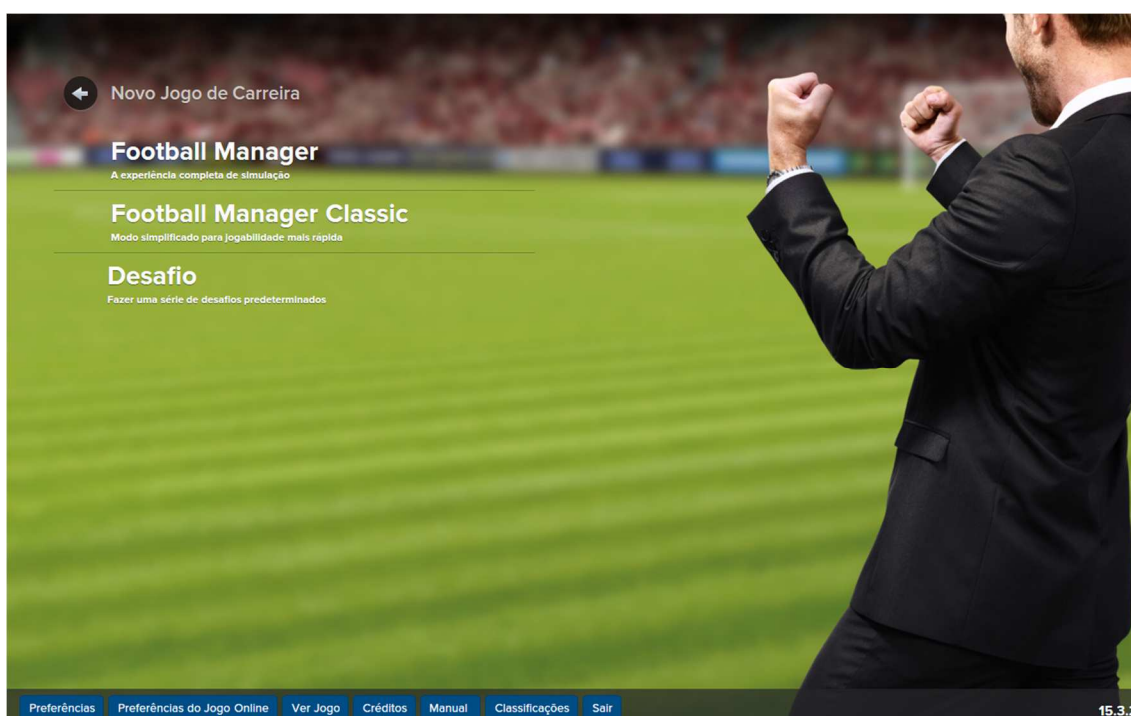 Novo Jogo de Carreira
Football Manager
A experiência completa de simulação
Football Manager Classic
Modo simplificado para jogabilidade mais rápida
Desafio
Fazer uma série de desafios predeterminados
Preferências Preferências do Jogo Online Ver Jogo Créditos Manual Classificações Sair